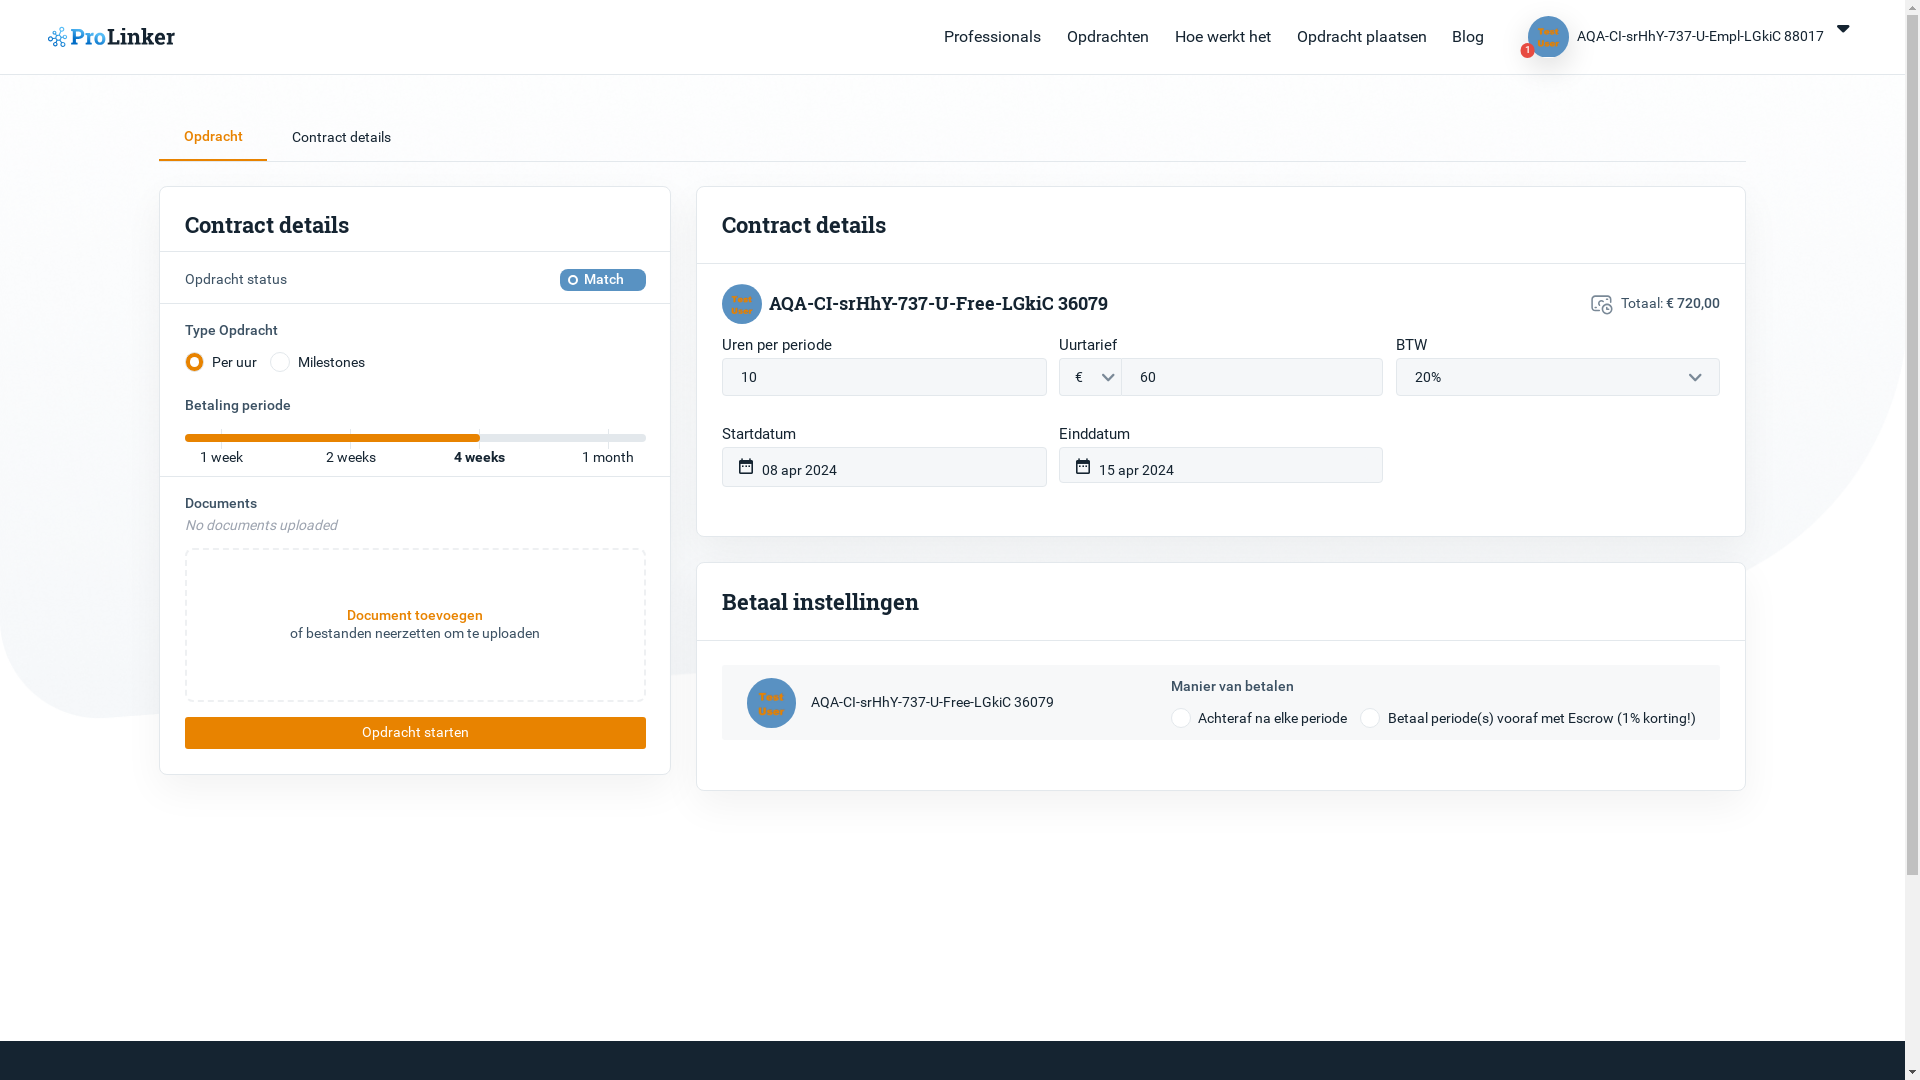 ProLinker
Professionals
Opdrachten
Hoe werkt het
Opdracht plaatsen
Blog
Test
User
1
AQA-CI-srHhY-737-U-Empl-LGkiC 88017
Opdracht
Contract details
Contract details
Opdracht status
Match
Type Opdracht
Per uur
Milestones
Betaling periode
1 week
2 weeks
4 weeks
1 month
Documents
No documents uploaded
Document toevoegen
of bestanden neerzetten om te uploaden
Opdracht starten
Contract details
Test
User
AQA-CI-srHhY-737-U-Free-LGkiC 36079
Totaal: € 720,00
Uren per periode
10
Uurtarief
€
60
BTW
20%
Startdatum
08 apr 2024
Einddatum
15 apr 2024
Betaal instellingen
Test
User
AQA-CI-srHhY-737-U-Free-LGkiC 36079
Manier van betalen
Achteraf na elke periode
Betaal periode(s) vooraf met Escrow (1% korting!)